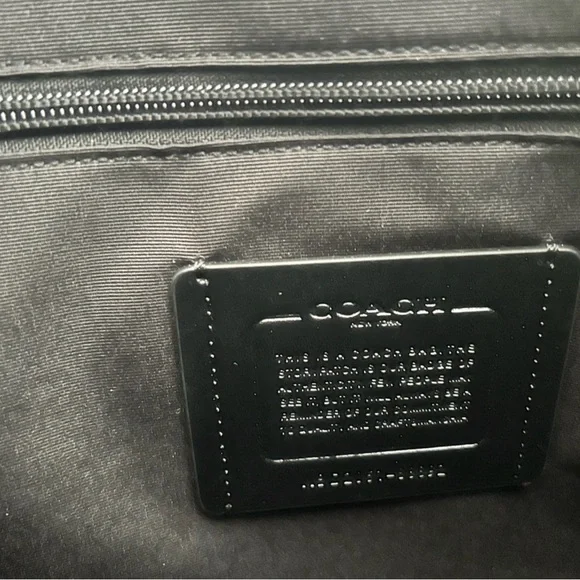 COACH
NEW YORK
THIS IS A COACH BAG. THE
STORYPATCH IS OUR BADGE OF
AUTHENTICITY. FEW PEOPLE MAY
SEE IT, BUT IT WILL ALWAYS BE A
REMINDER OF OUR COMMITMENT
TO QUALITY AND CRAFTSMANSHIP